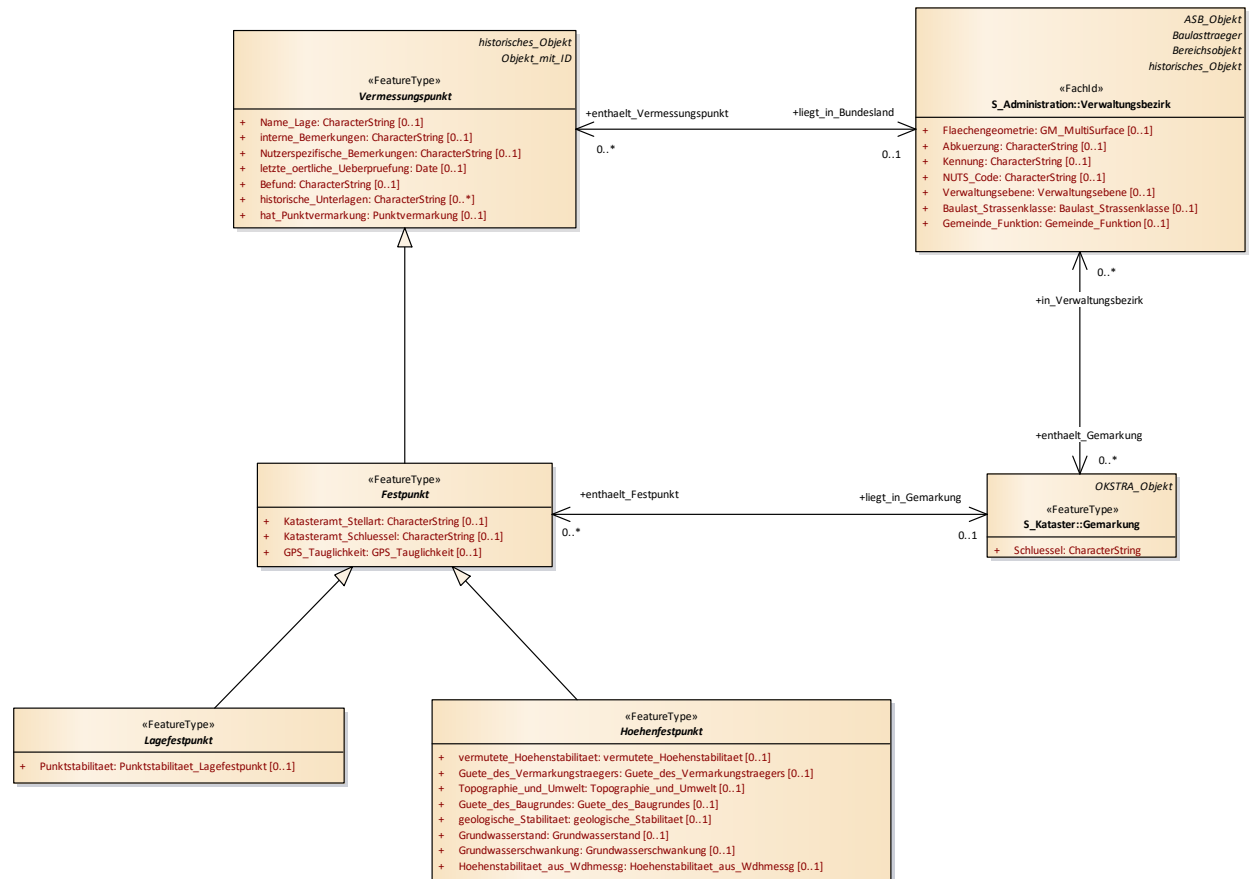 historisches_Objekt
Objekt_mit_ID
«FeatureType»
Vermessungspunkt
+ Name_Lage: CharacterString [0..1]
+ interne_Bemerkungen: CharacterString [0..1]
+ Nutzerspezifische_Bemerkungen: CharacterString [0..1]
+ letzte_oertliche_Ueberpruefung: Date [0..1]
+ Befund: CharacterString [0..1]
+ historische_Unterlagen: CharacterString [0..*]
+ hat_Punktvermarkung: Punktvermarkung [0..1]
+enthaelt_Vermessungspunkt
0..*
+liegt_in_Bundesland
0..1
ASB_Objekt
Baulasttraeger
Bereichsobjekt
historisches_Objekt
«FachId»
S_Administration::Verwaltungsbezirk
+ Flaechengeometrie: GM_MultiSurface [0..1]
+ Abkuerzung: CharacterString [0..1]
+ Kennung: CharacterString [0..1]
+ NUTS_Code: CharacterString [0..1]
+ Verwaltungsebene: Verwaltungsebene [0..1]
+ Baulast_Strassenklasse: Baulast_Strassenklasse [0..1]
+ Gemeinde_Funktion: Gemeinde_Funktion [0..1]
0..*
+in_Verwaltungsbezirk
+enthaelt_Gemarkung
0..*
«FeatureType»
Festpunkt
+ Katasteramt_Stellart: CharacterString [0..1]
+ Katasteramt_Schluessel: CharacterString [0..1]
+ GPS_Tauglichkeit: GPS_Tauglichkeit [0..1]
+enthaelt_Festpunkt
0..*
+liegt_in_Gemarkung
0..1
OKSTRA_Objekt
«FeatureType»
S_Kataster::Gemarkung
+ Schluessel: CharacterString
«FeatureType»
Lagefestpunkt
+ Punktstabilitaet: Punktstabilitaet_Lagefestpunkt [0..1]
«FeatureType»
Hoehenfestpunkt
+ vermutete_Hoehenstabilitaet: vermutete_Hoehenstabilitaet [0..1]
+ Guete_des_Vermarkungstraegers: Guete_des_Vermarkungstraegers [0..1]
+ Topographie_und_Umwelt: Topographie_und_Umwelt [0..1]
+ Guete_des_Baugrundes: Guete_des_Baugrundes [0..1]
+ geologische_Stabilitaet: geologische_Stabilitaet [0..1]
+ Grundwasserstand: Grundwasserstand [0..1]
+ Grundwasserschwankung: Grundwasserschwankung [0..1]
+ Hoehenstabilitaet_aus_Wdhmessg: Hoehenstabilitaet_aus_Wdhmessg [0..1]